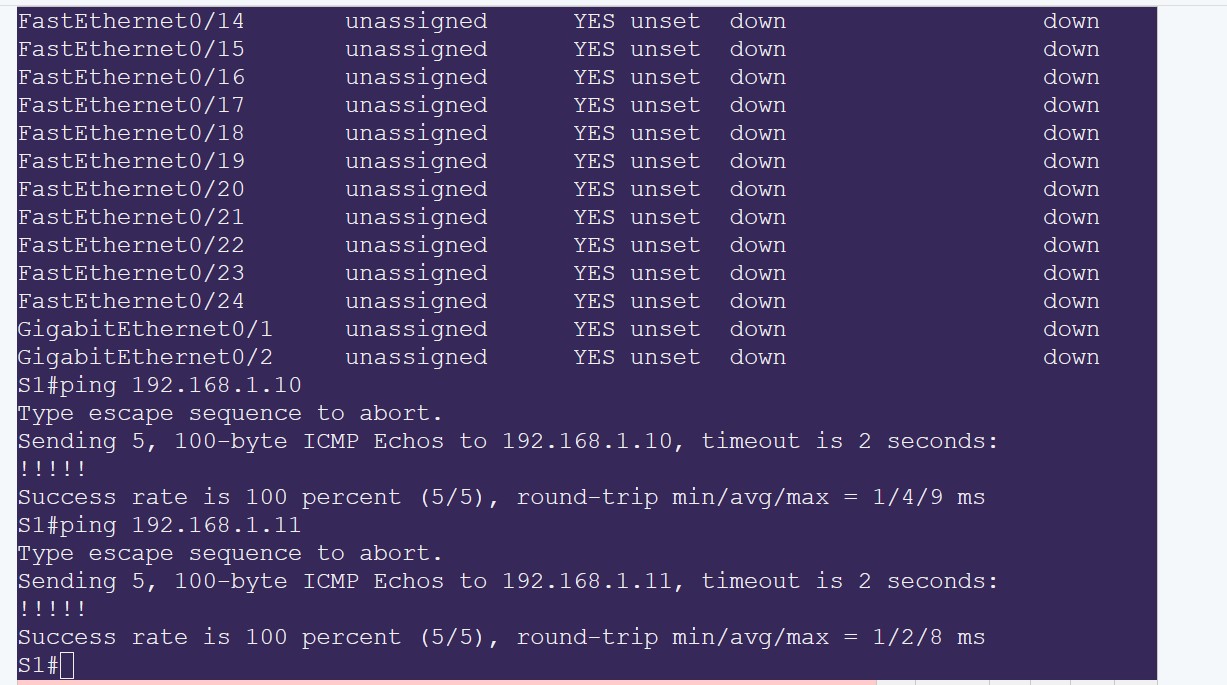 FastEthernet0/14       unassigned      YES unset  down                  down
FastEthernet0/15       unassigned      YES unset  down                  down
FastEthernet0/16       unassigned      YES unset  down                  down
FastEthernet0/17       unassigned      YES unset  down                  down
FastEthernet0/18       unassigned      YES unset  down                  down
FastEthernet0/19       unassigned      YES unset  down                  down
FastEthernet0/20       unassigned      YES unset  down                  down
FastEthernet0/21       unassigned      YES unset  down                  down
FastEthernet0/22       unassigned      YES unset  down                  down
FastEthernet0/23       unassigned      YES unset  down                  down
FastEthernet0/24       unassigned      YES unset  down                  down
GigabitEthernet0/1     unassigned      YES unset  down                  down
GigabitEthernet0/2     unassigned      YES unset  down                  down
S1#ping 192.168.1.10
Type escape sequence to abort.
Sending 5, 100-byte ICMP Echos to 192.168.1.10, timeout is 2 seconds:
!!!!!
Success rate is 100 percent (5/5), round-trip min/avg/max = 1/4/9 ms
S1#ping 192.168.1.11
Type escape sequence to abort.
Sending 5, 100-byte ICMP Echos to 192.168.1.11, timeout is 2 seconds:
!!!!!
Success rate is 100 percent (5/5), round-trip min/avg/max = 1/2/8 ms
S1#